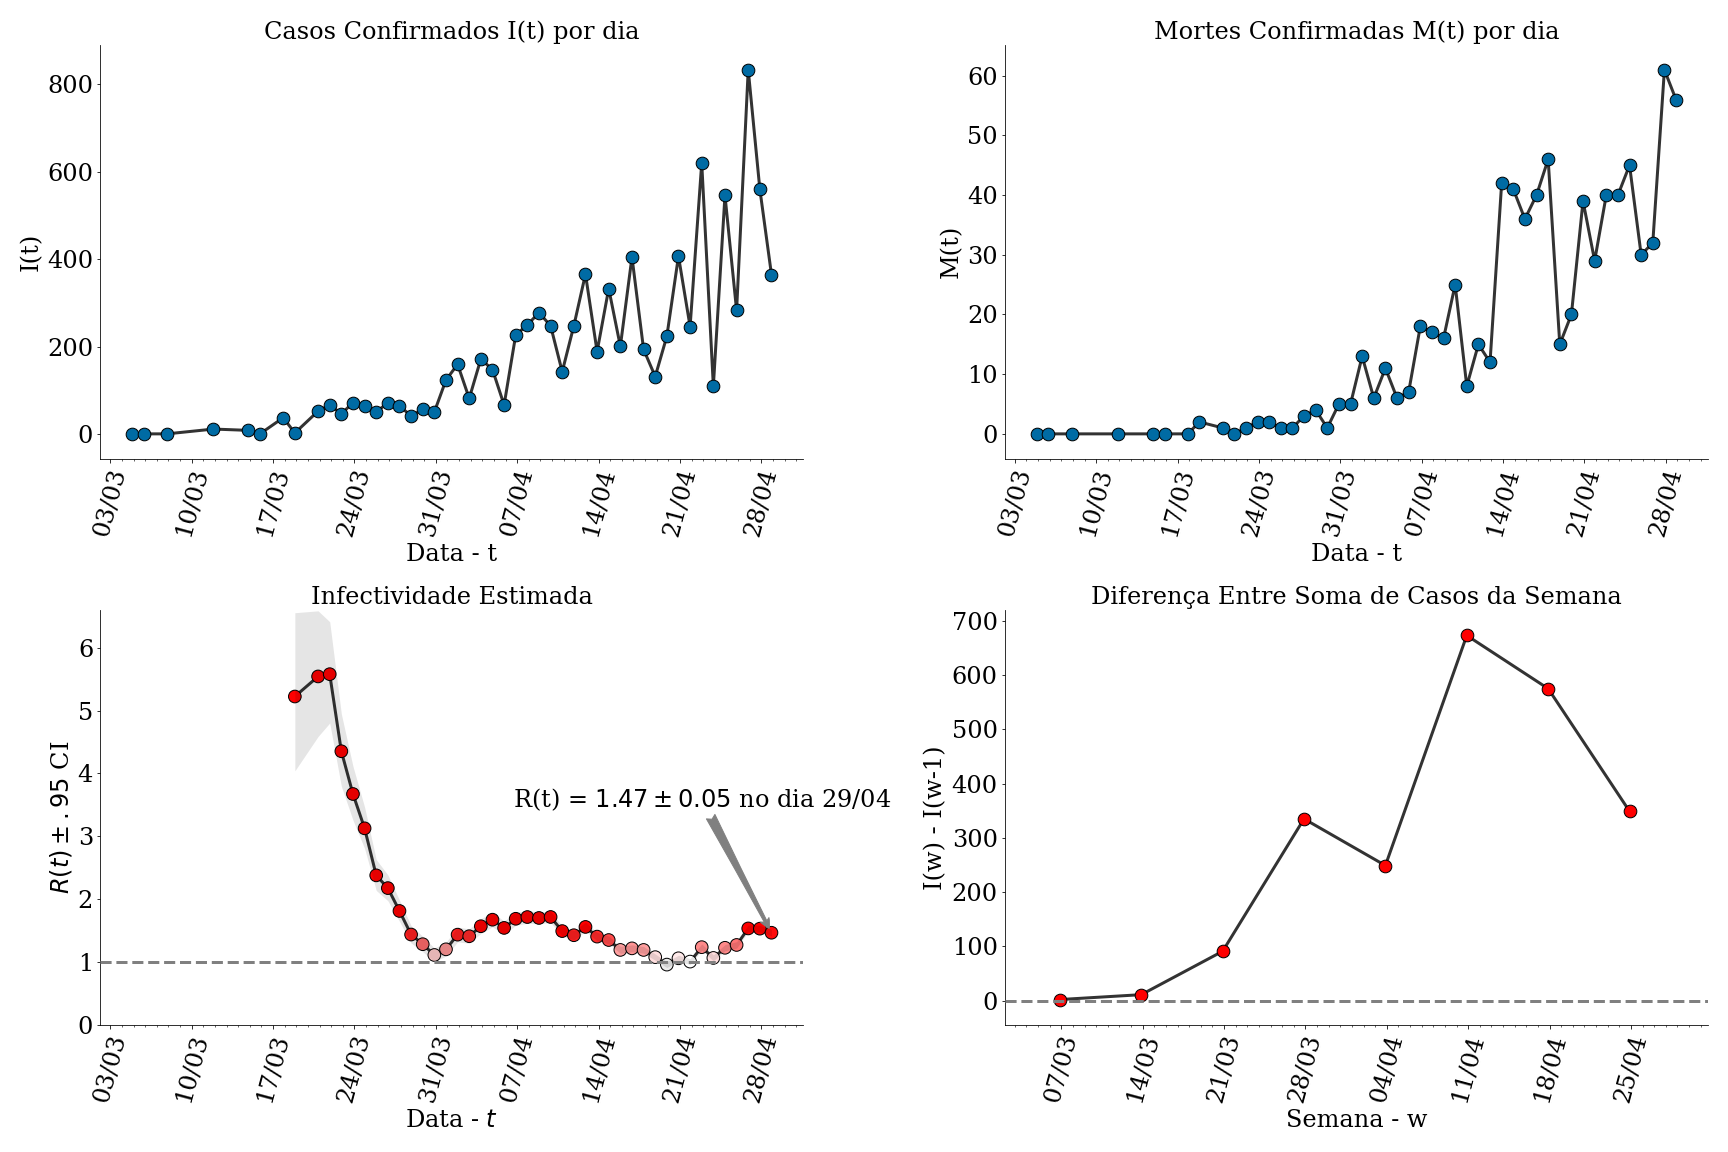 Casos Confirmados I(t) por dia
I(t)
800
600
400
200
0
03/03 10/03 17/03 24/03 31/03 07/04 14/04 21/04 28/04
Data - t
Mortes Confirmadas M(t) por dia
M(t)
60
50
40
30
20
10
0
03/03 10/03 17/03 24/03 31/03 07/04 14/04 21/04 28/04
Data - t
Infectividade Estimada
R(t) ± .95 CI
6
5
4
3
2
1
0
R(t) = 1.47 ± 0.05 no dia 29/04
03/03 10/03 17/03 24/03 31/03 07/04 14/04 21/04 28/04
Data - t
Diferença Entre Soma de Casos da Semana
I(w) - I(w-1)
700
600
500
400
300
200
100
0
07/03 14/03 21/03 28/03 04/04 11/04 18/04 25/04
Semana - w